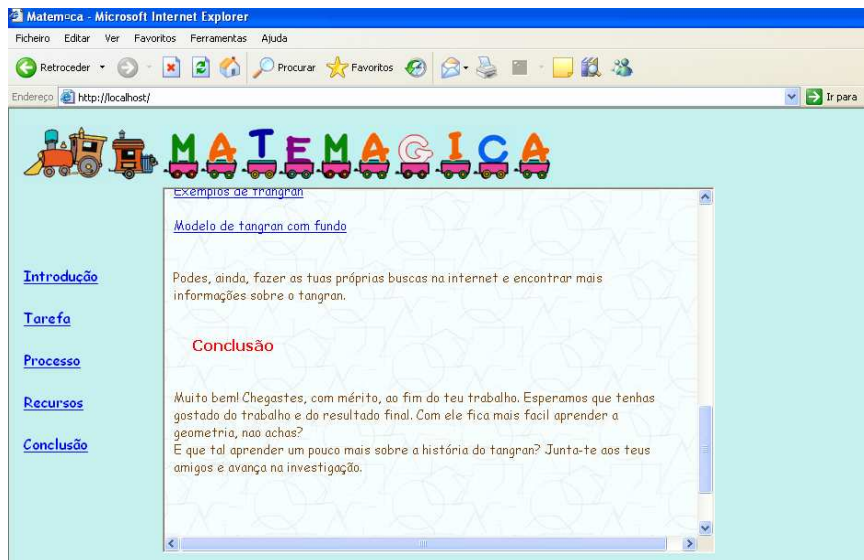 Matem¤ca - Microsoft Internet Explorer
Ficheiro Editar Ver Favoritos Ferramentas Ajuda
Retroceder Procurar Favoritos
Endereço http://localhost/ Ir para
MATEMAGICA
Exemplos de trangran
Modelo de tangran com fundo
Introdução
Podes, ainda, fazer as tuas próprias buscas na internet e encontrar mais
informações sobre o tangran.
Tarefa
Conclusão
Processo
Muito bem! Chegastes, com mérito, ao fim do teu trabalho. Esperamos que tenhas
Recursos
gostado do trabalho e do resultado final. Com ele fica mais facil aprender a
geometria, nao achas?
Conclusão
E que tal aprender um pouco mais sobre a história do tangran? Junta-te aos teus
amigos e avança na investigação.